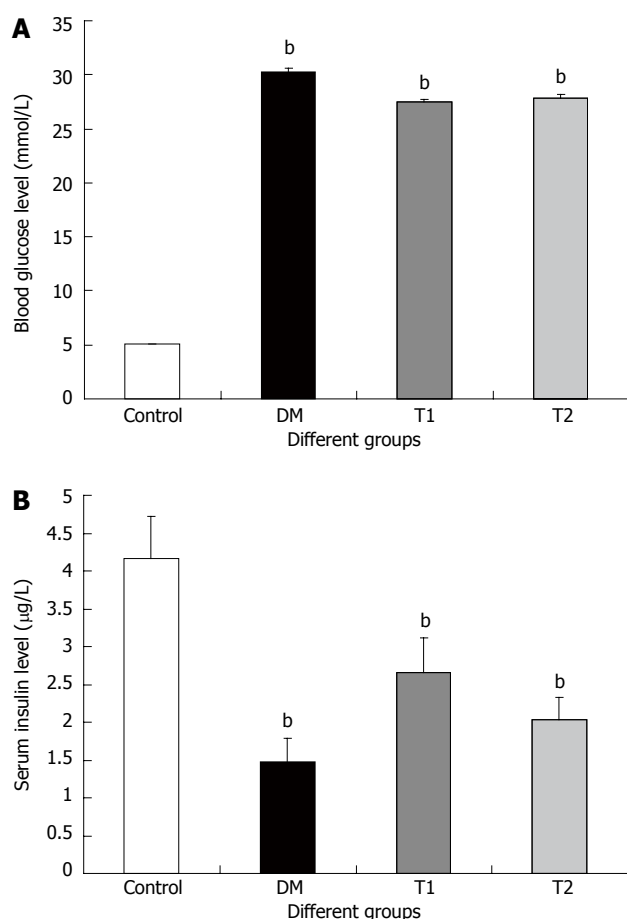 A
Blood glucose level (mmol/L)
35
30
25
20
15
10
5
0
b
b
b
Control DM T1 T2
Different groups
B
Serum insulin level (μg/L)
5
4.5
4
3.5
3
2.5
2
1.5
1
0.5
0
b
b
b
Control DM T1 T2
Different groups